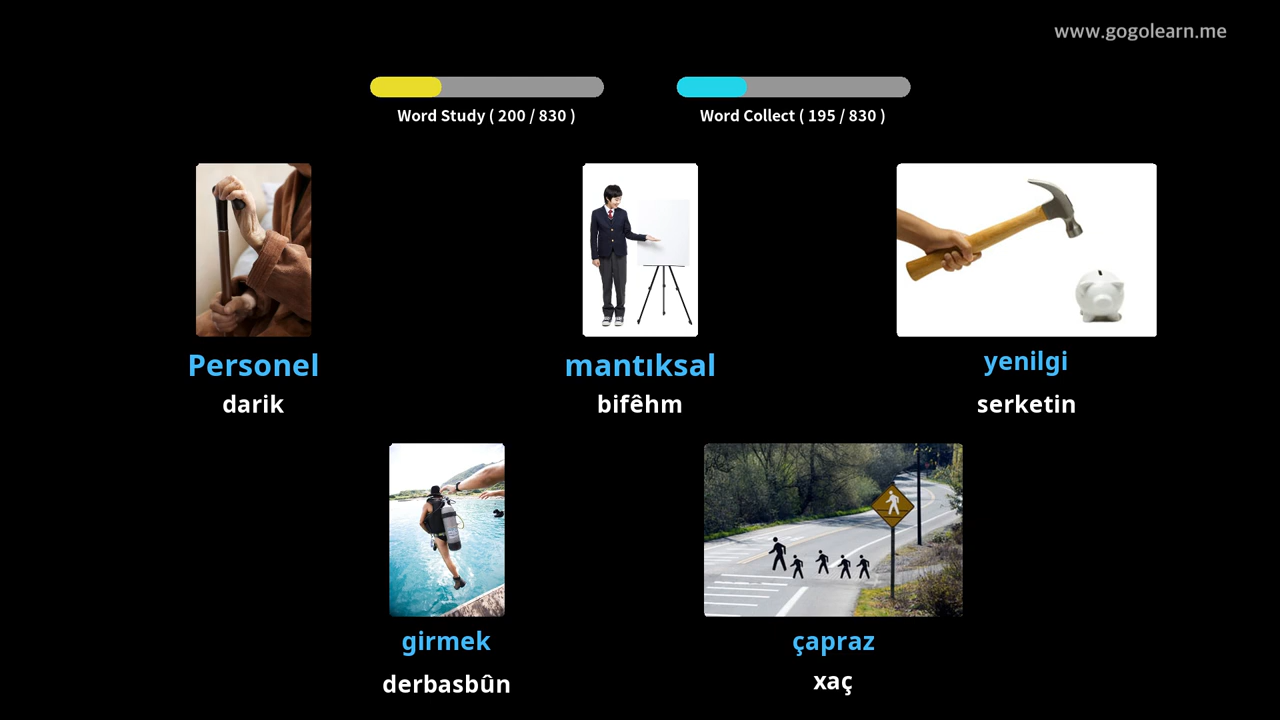 www.gogolearn.me
Word Study ( 200 / 830 )
Word Collect ( 195 / 830 )
Personel
darik
mantıksal
bifêhm
yenilgi
serketin
girmek
derbasbûn
çapraz
xaç